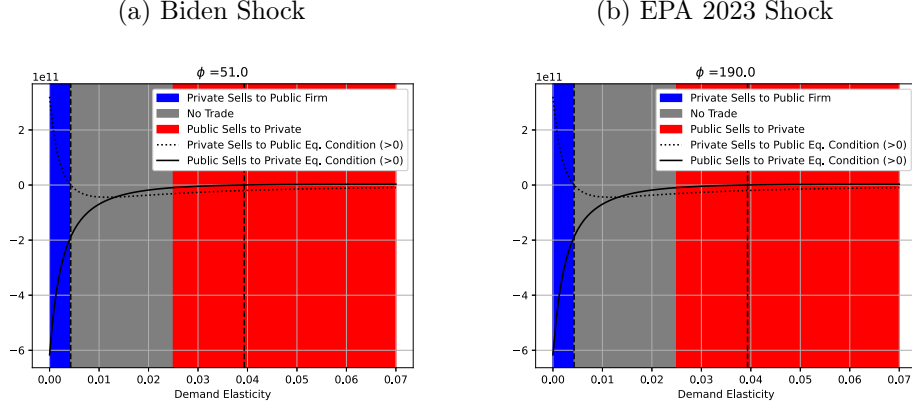 (a) Biden Shock
ϕ =51.0
1e11
Private Sells to Public Firm
No Trade
Public Sells to Private
Private Sells to Public Eq. Condition (>0)
Public Sells to Private Eq. Condition (>0)
2
0
−2
−4
−6
0.00 0.01 0.02 0.03 0.04 0.05 0.06 0.07
Demand Elasticity
(b) EPA 2023 Shock
ϕ =190.0
1e11
Private Sells to Public Firm
No Trade
Public Sells to Private
Private Sells to Public Eq. Condition (>0)
Public Sells to Private Eq. Condition (>0)
2
0
−2
−4
−6
0.00 0.01 0.02 0.03 0.04 0.05 0.06 0.07
Demand Elasticity